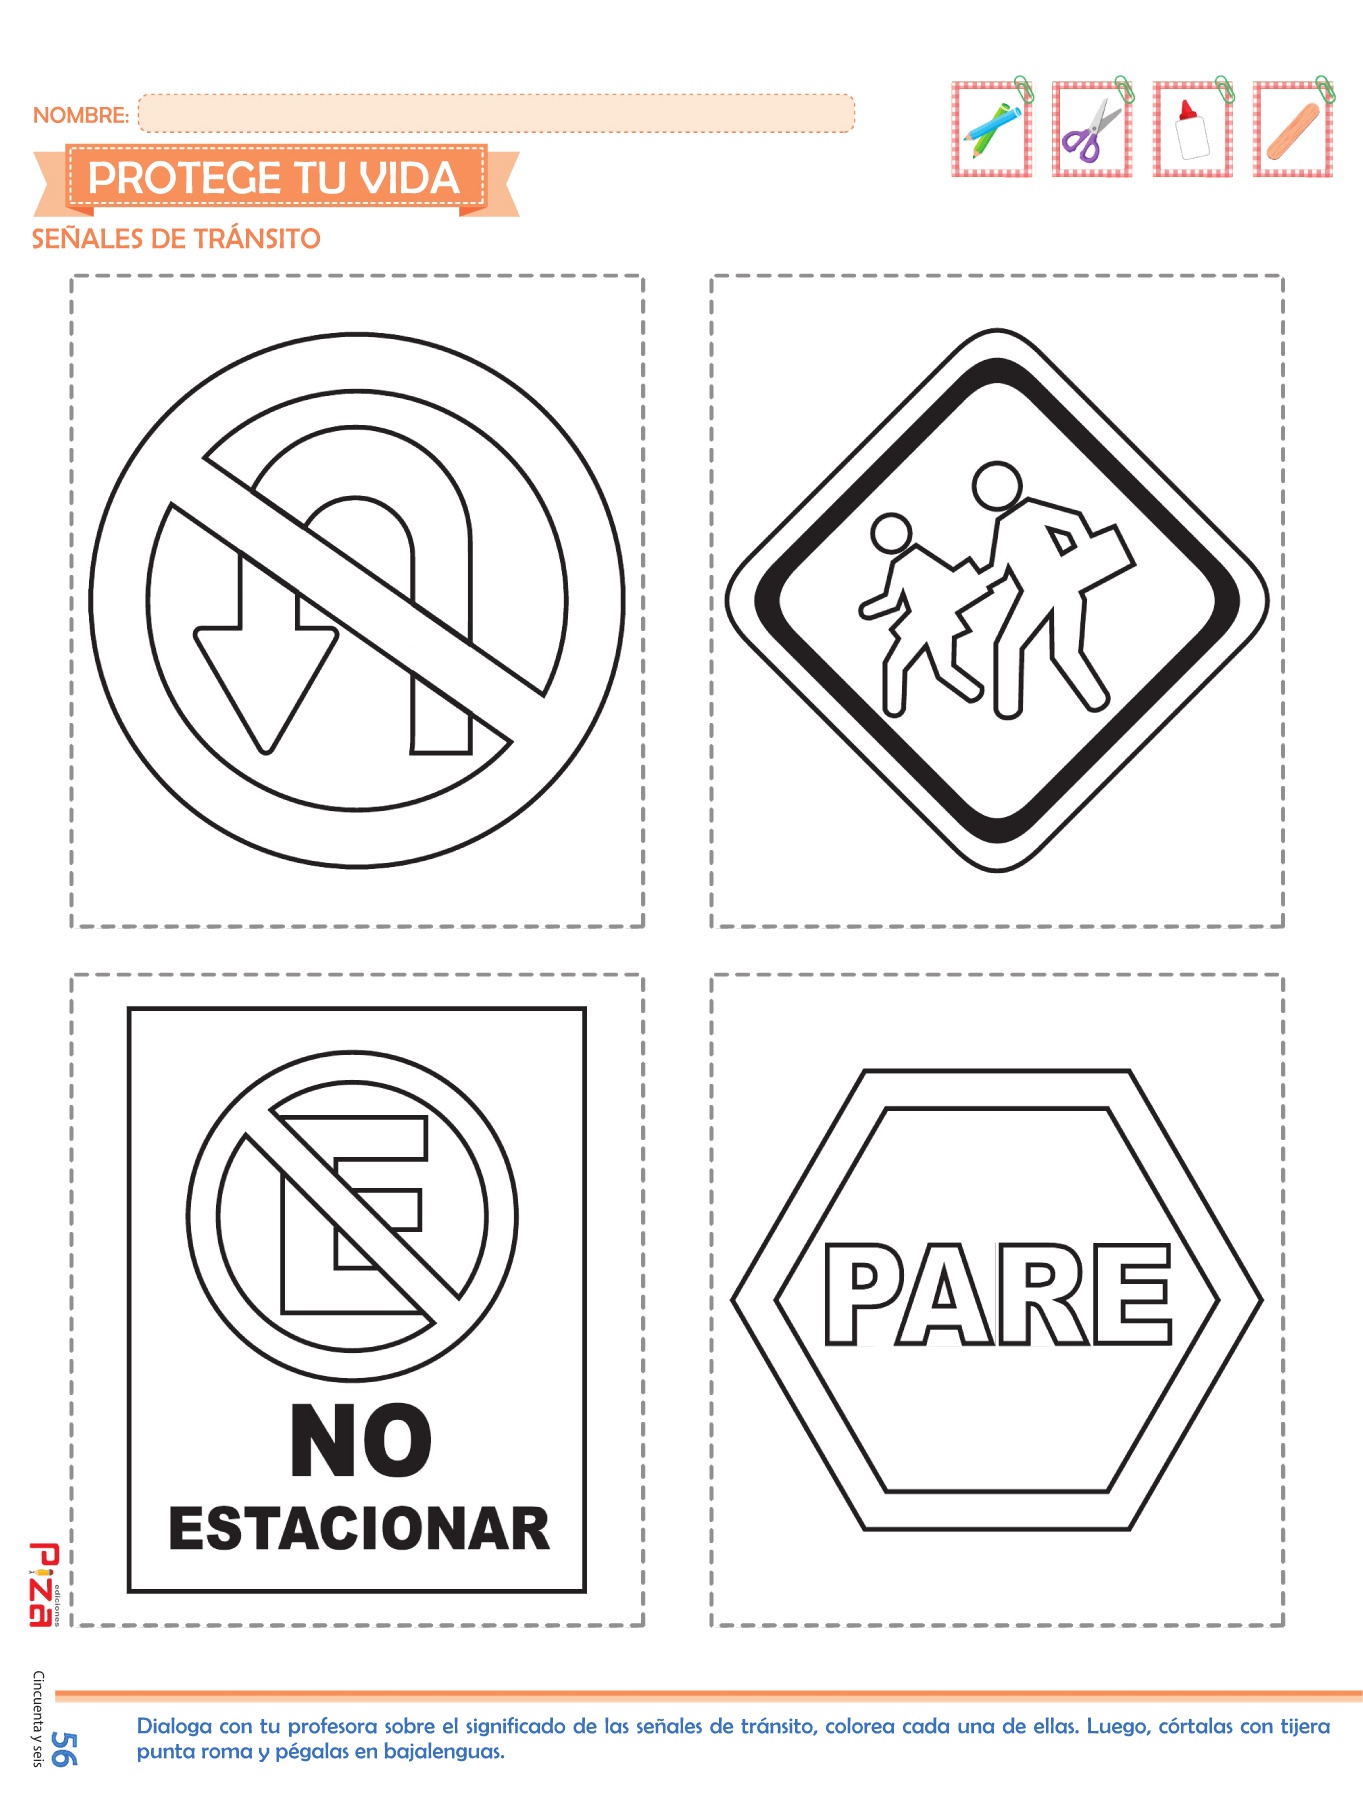 NOMBRE:
PROTEGE TU VIDA
SEÑALES DE TRÁNSITO
E
NO
ESTACIONAR
PARE
Piza
ediciones
Cincuenta y seis
56
Dialoga con tu profesora sobre el significado de las señales de tránsito, colorea cada una de ellas. Luego, córtalas con tijera
punta roma y pégalas en bajalenguas.